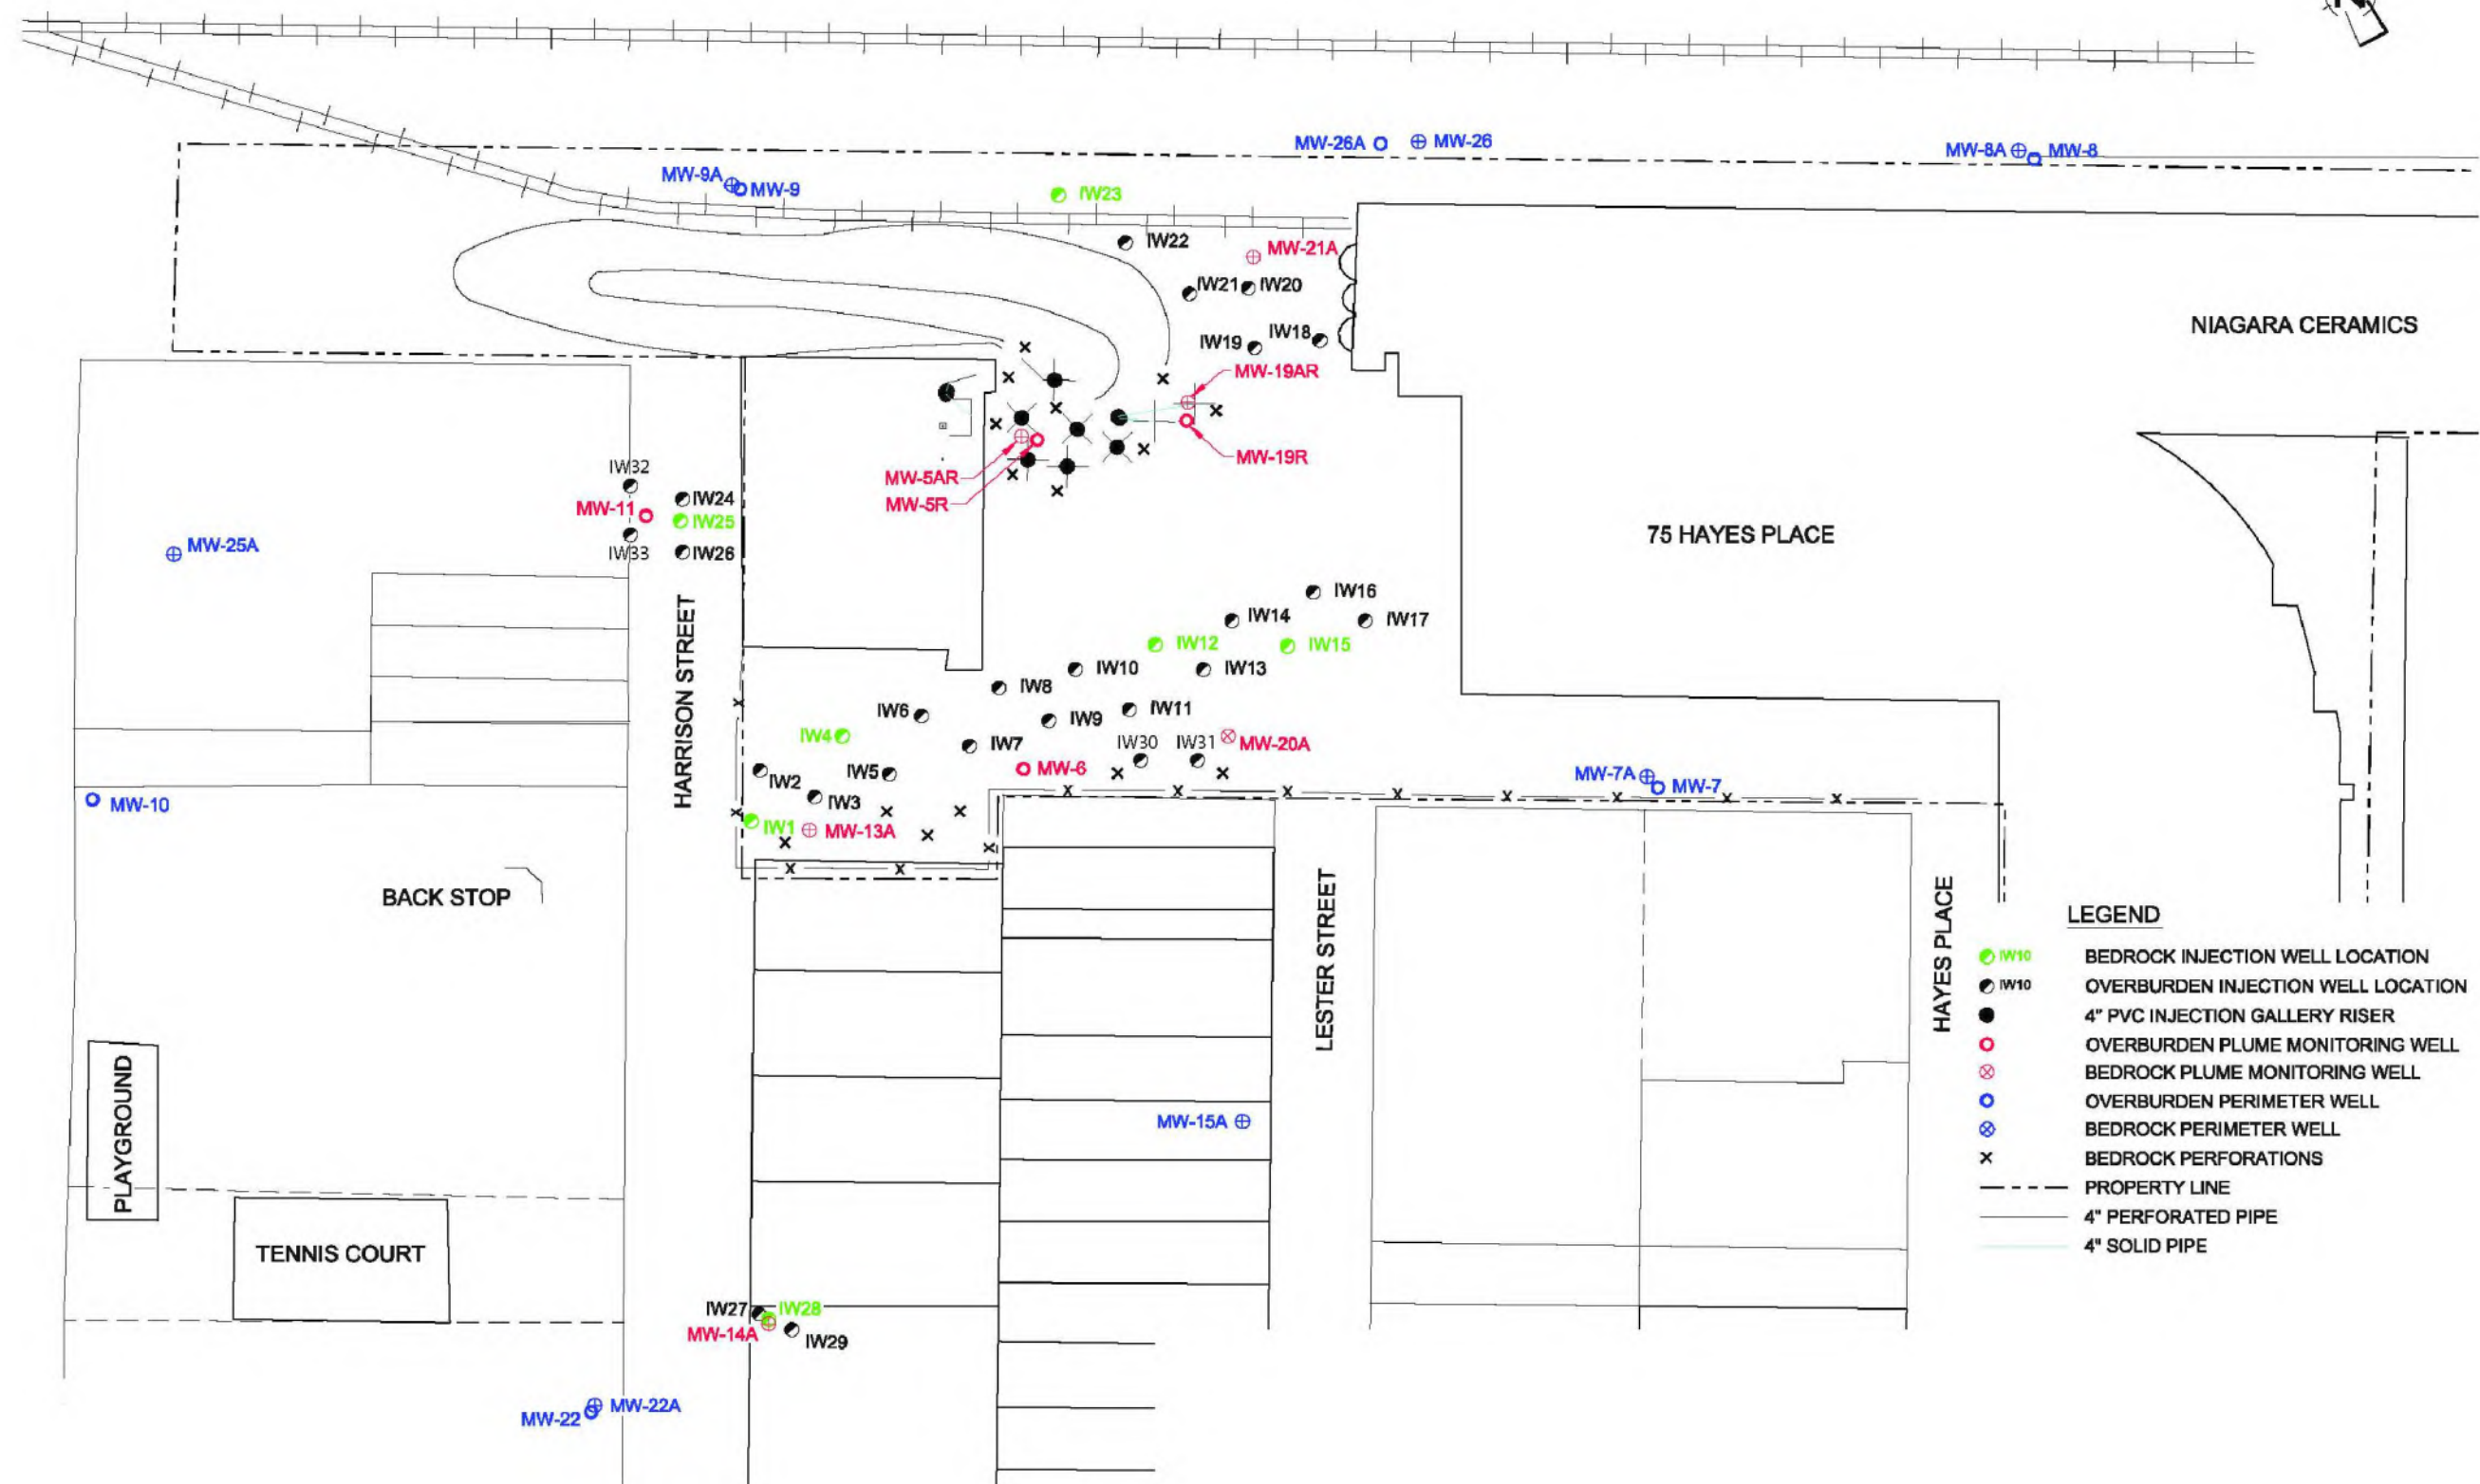 MW-26A
MW-26
MW-8A
MW-8
MW-9A
MW-9
IW23
IW22
MW-21A
IW21
IW20
NIAGARA CERAMICS
IW19
IW18
MW-19AR
MW-19R
MW-5AR
MW-5R
IW32
IW24
MW-11
IW25
IW33
IW26
MW-25A
75 HAYES PLACE
IW16
IW14
IW17
IW12
IW15
HARRISON STREET
IW10
IW13
IW8
IW6
IW9
IW11
IW4
IW7
IW30
IW31
MW-20A
IW2
IW5
MW-6
MW-7A
MW-7
IW3
MW-10
IW1
MW-13A
BACK STOP
LESTER STREET
HAYES PLACE
LEGEND
IW10 BEDROCK INJECTION WELL LOCATION
IW10 OVERBURDEN INJECTION WELL LOCATION
4" PVC INJECTION GALLERY RISER
OVERBURDEN PLUME MONITORING WELL
BEDROCK PLUME MONITORING WELL
OVERBURDEN PERIMETER WELL
BEDROCK PERIMETER WELL
BEDROCK PERFORATIONS
PROPERTY LINE
4" PERFORATED PIPE
4" SOLID PIPE
PLAYGROUND
MW-15A
TENNIS COURT
IW27
IW28
MW-14A
IW29
MW-22
MW-22A